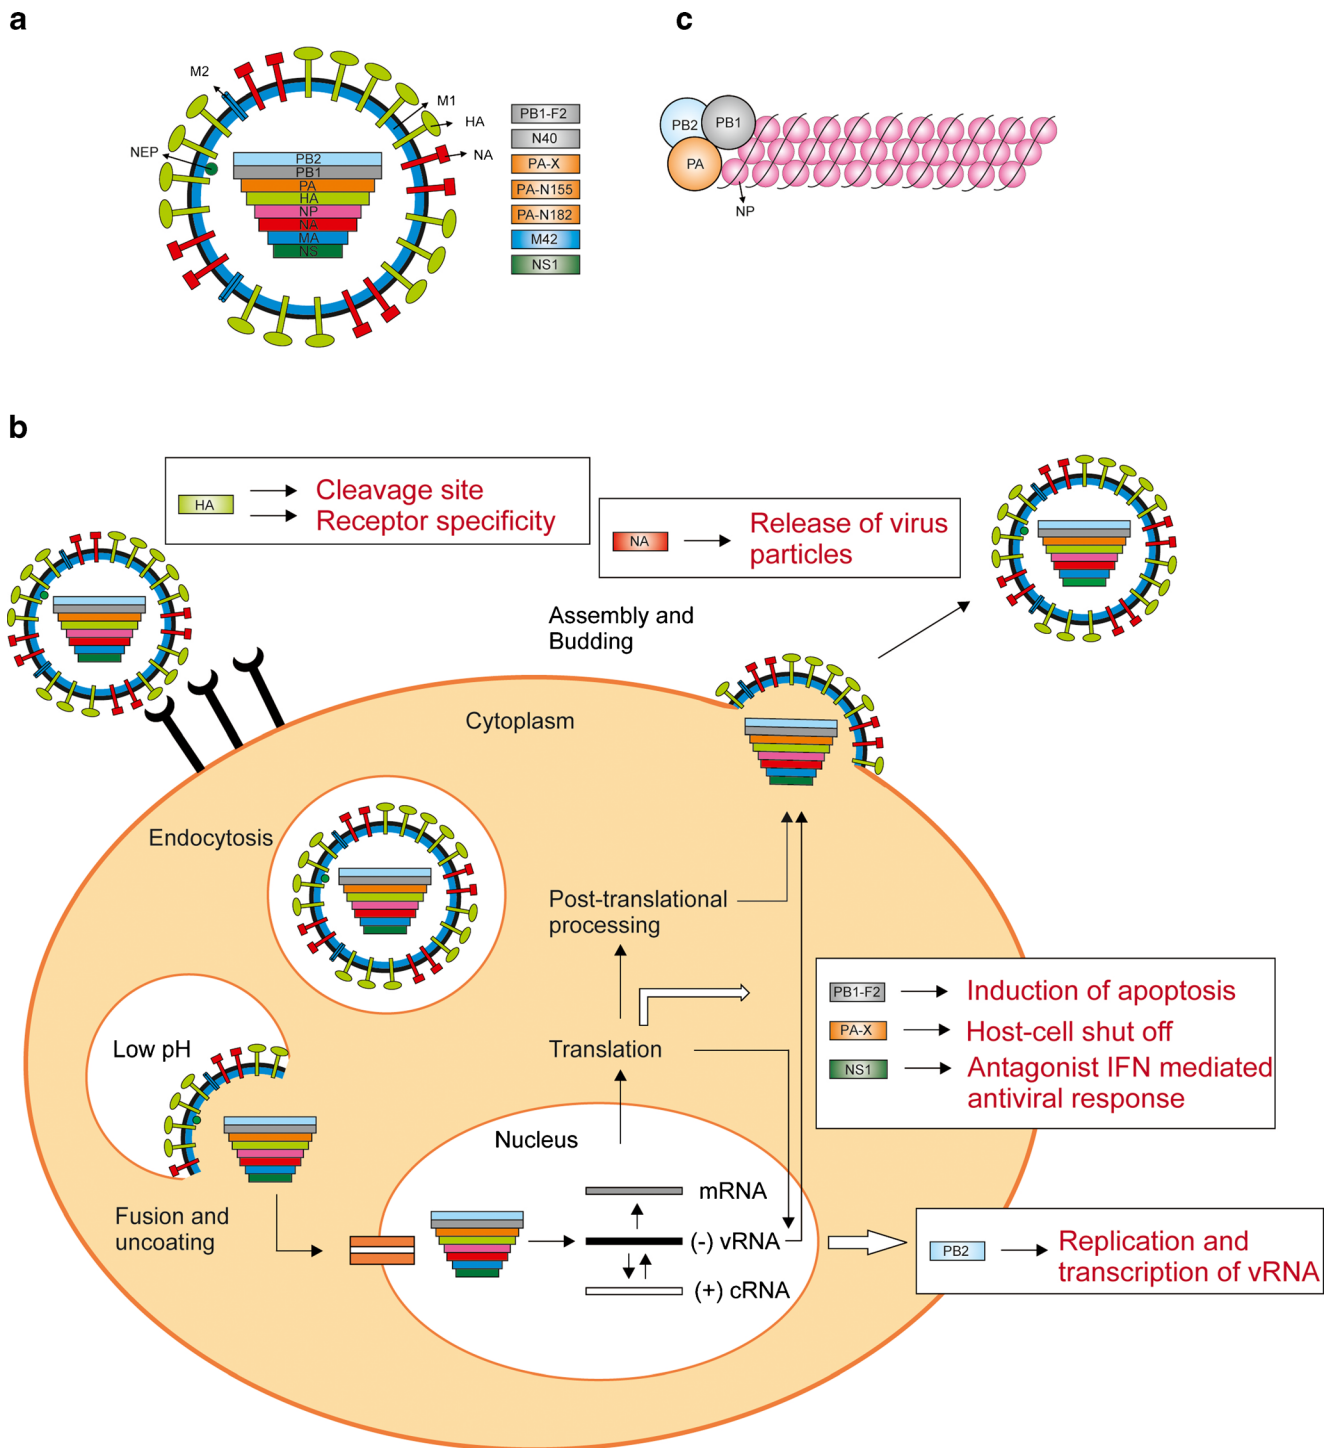 a
M2
M1
HA
NA
NEP
PB2
PB1
PA
HA
NP
NA
MA
NS
PB1-F2
N40
PA-X
PA-N155
PA-N182
M42
NS1
c
PB2
PB1
PA
NP
b
HA
Cleavage site
Receptor specificity
NA
Release of virus
particles
Assembly and
Budding
Cytoplasm
Endocytosis
Post-translational
processing
Low pH
Translation
PB1-F2
Induction of apoptosis
PA-X
Host-cell shut off
NS1
Antagonist IFN mediated
antiviral response
Nucleus
mRNA
(-) vRNA
(+) cRNA
Fusion and
uncoating
PB2
Replication and
transcription of vRNA